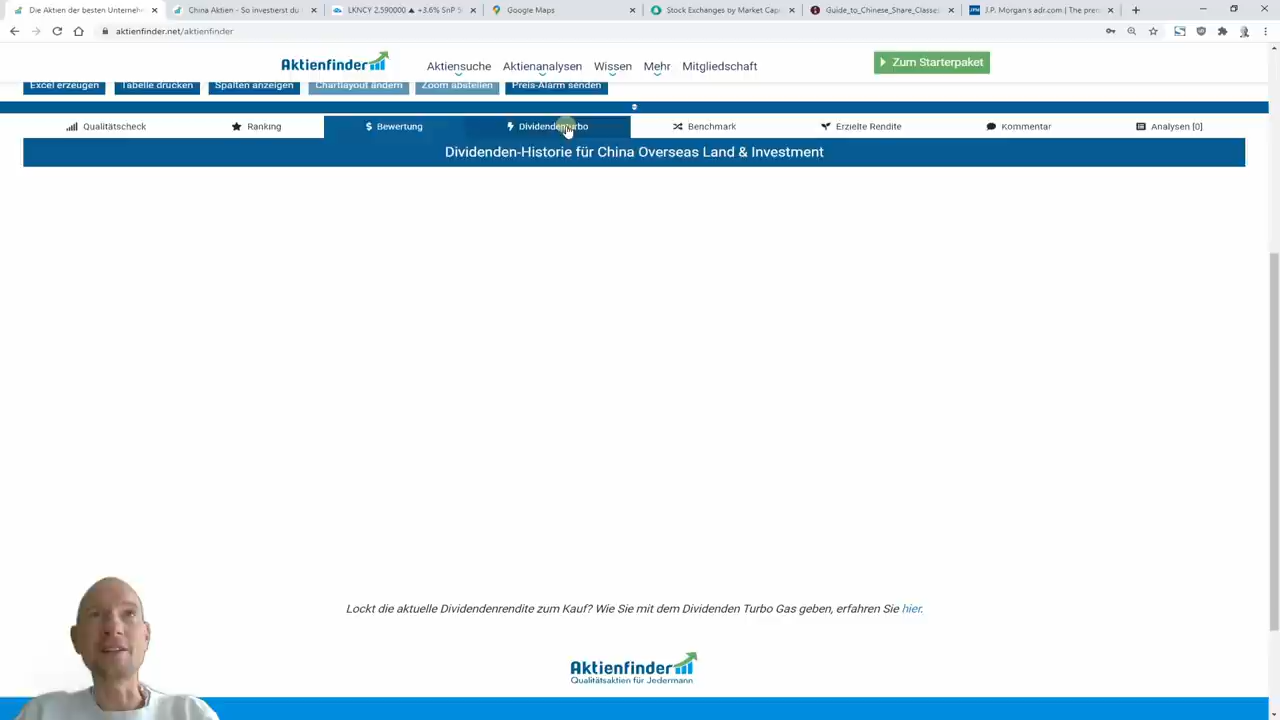 Die Aktien der besten Unternehm
China Aktien - So investierst du
LKNCY 2.590000 ▲ +3.6% SnP 5
Google Maps
Stock Exchanges by Market Cap
Guide_to_Chinese_Share_Classes
J.P. Morgan's adr.com | The pre
aktienfinder.net/aktienfinder
Aktienfinder
Aktiensuche Aktienanalysen Wissen Mehr Mitgliedschaft
Zum Starterpaket
Excel erzeugen Tabelle drucken Spalten anzeigen Chartlayout ändern Zoom abstellen Preis-Alarm senden
Qualitätscheck Ranking Bewertung DividendenTurbo Benchmark Erzielte Rendite Kommentar Analysen [0]
Dividenden-Historie für China Overseas Land & Investment
Lockt die aktuelle Dividendenrendite zum Kauf? Wie Sie mit dem Dividenden Turbo Gas geben, erfahren Sie hier.
Aktienfinder
Qualitätsaktien für Jedermann